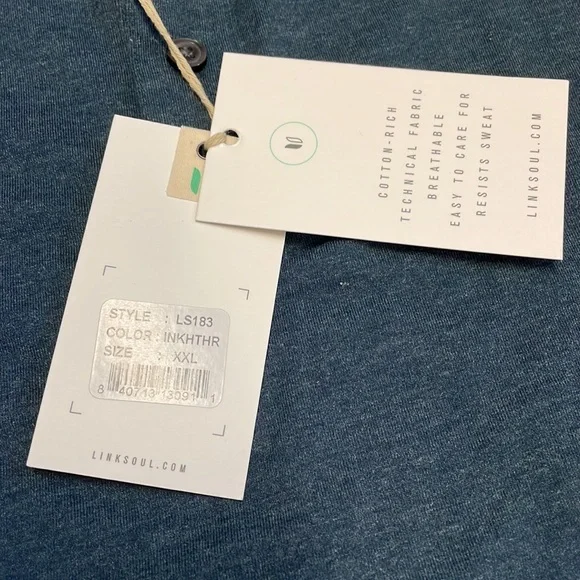 COTTON-RICH
TECHNICAL FABRIC
BREATHABLE
EASY TO CARE FOR
RESISTS SWEAT
LINKSOUL.COM
STYLE : LS183
COLOR : INKHTHR
SIZE : XXL
8 40713 13091 1
LINKSOUL.COM